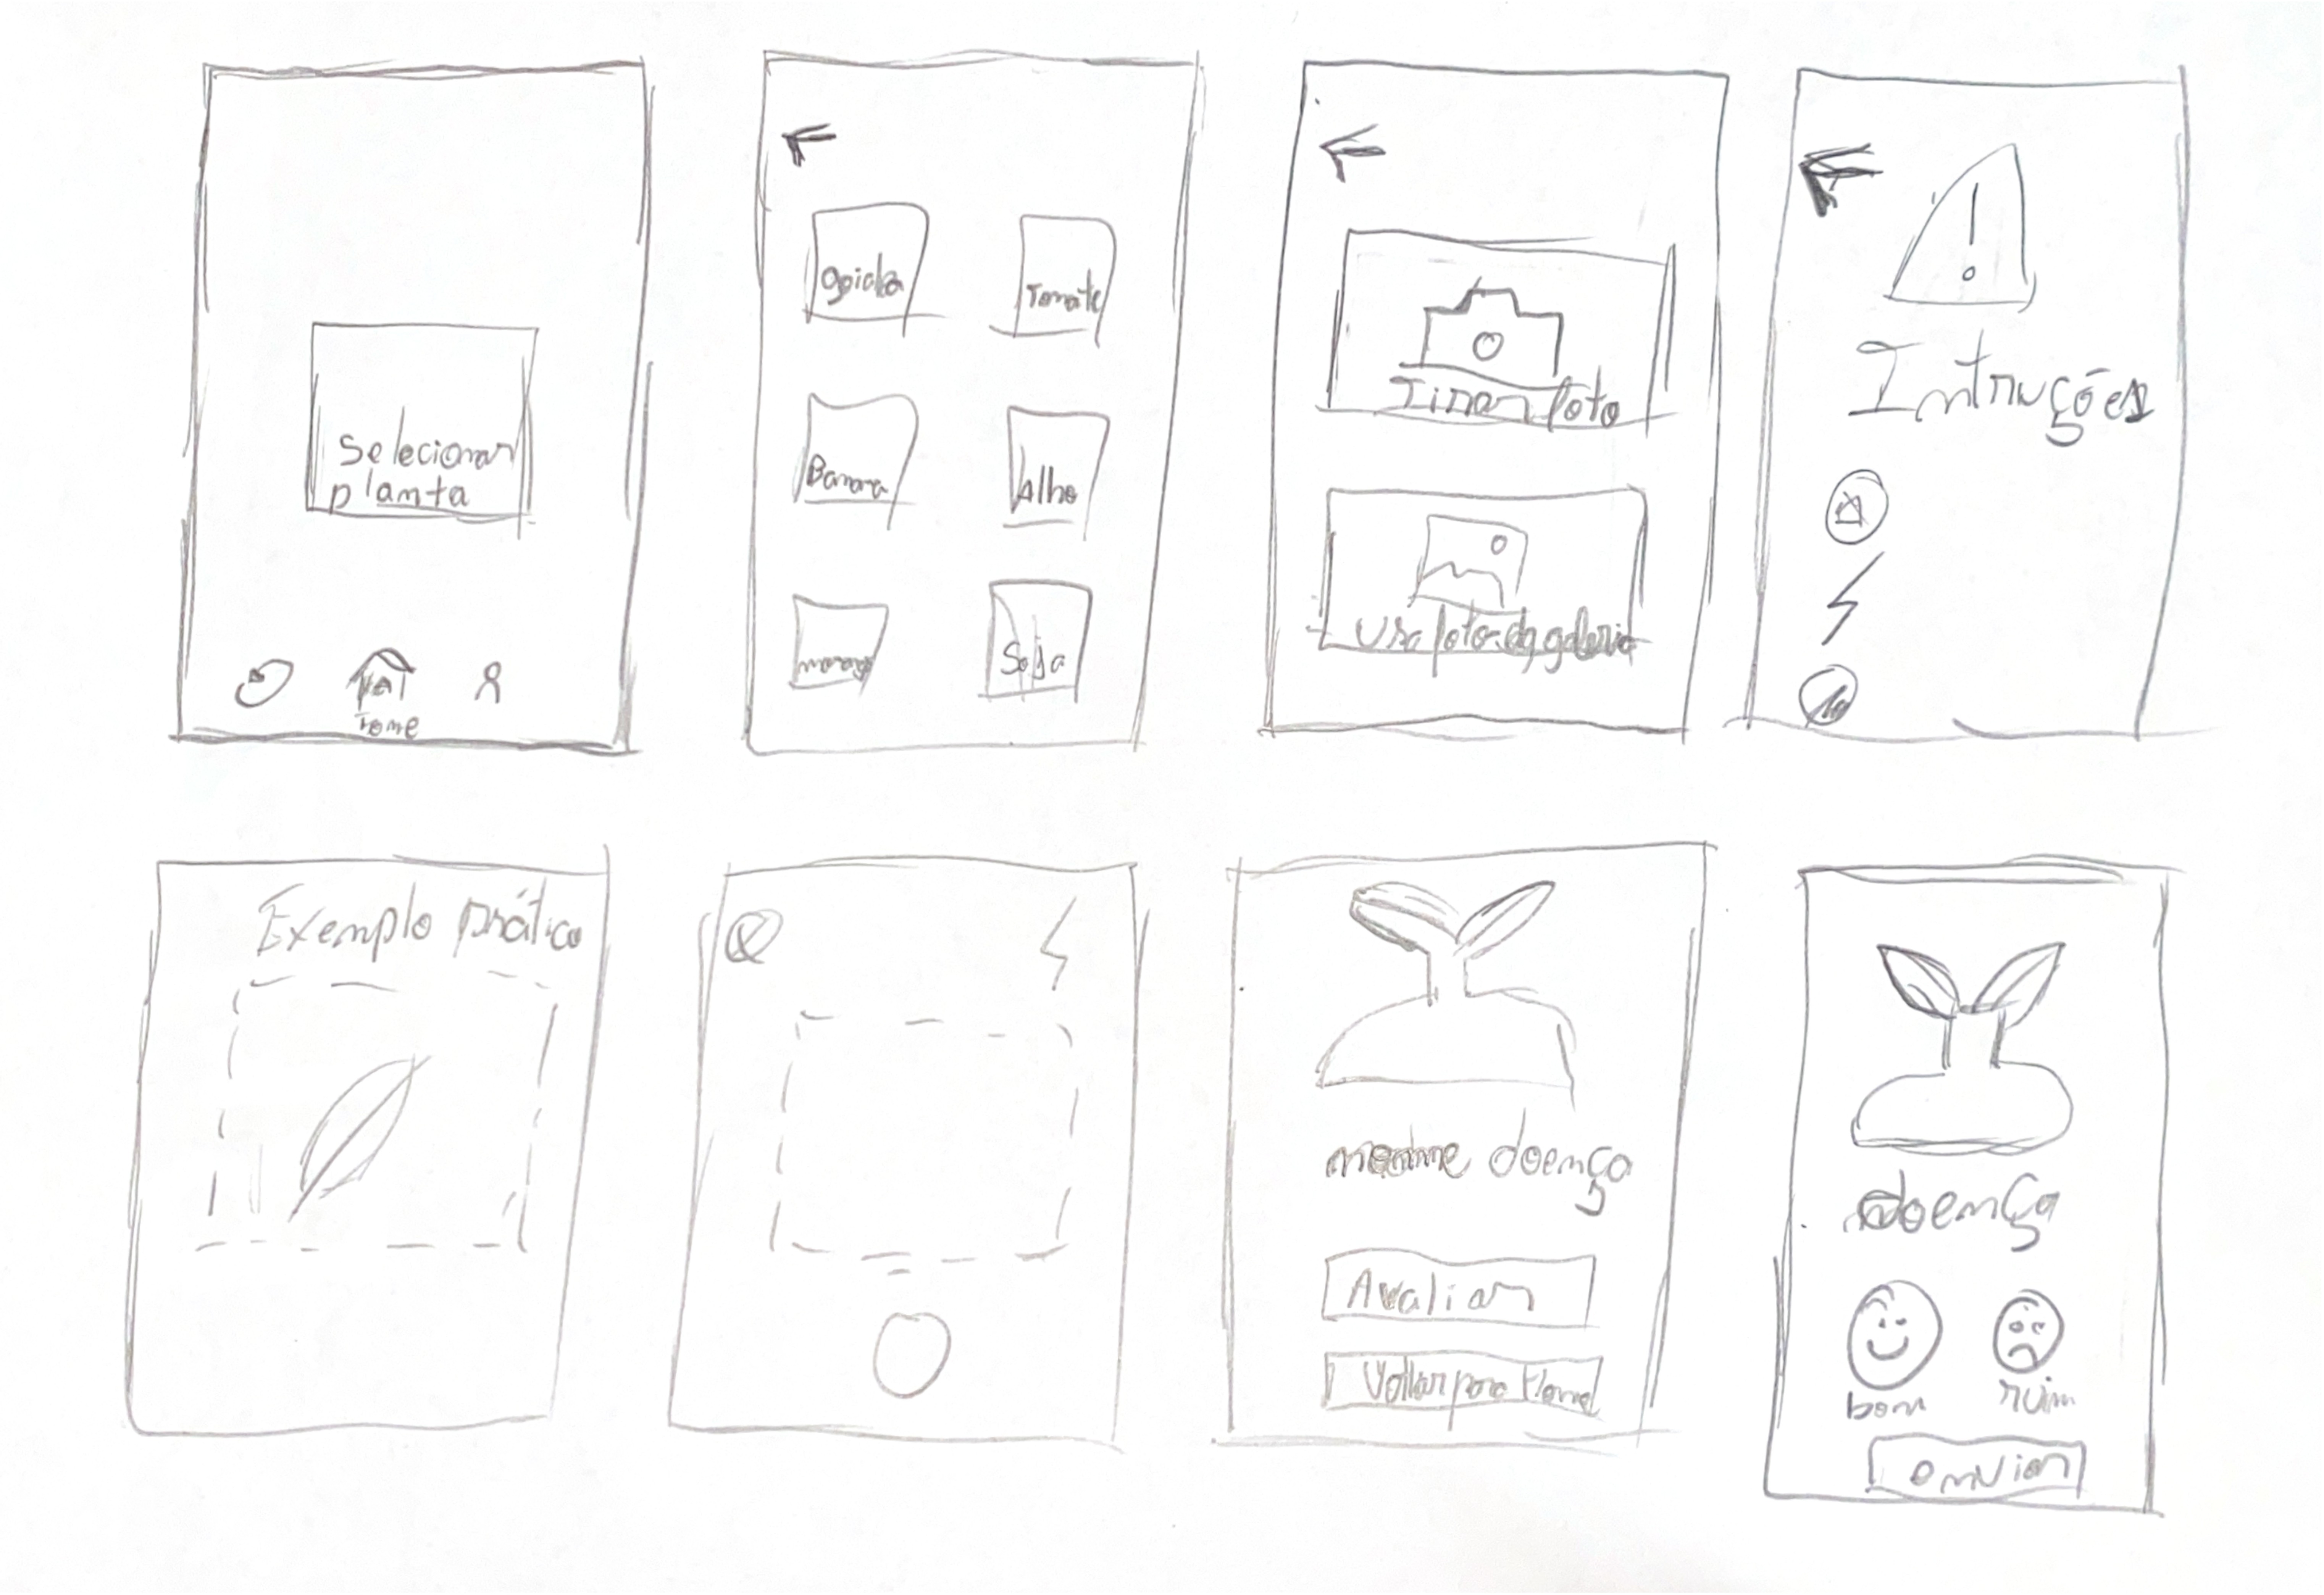 Selecionar
planta
Home
goiaba
Tomate
Banana
Alho
morango
Soja
Tirar foto
Usa foto da galeria
Intruções
Exemplo prático
nome doença
Avaliar
Voltar para Home
doença
bom
ruim
enviar